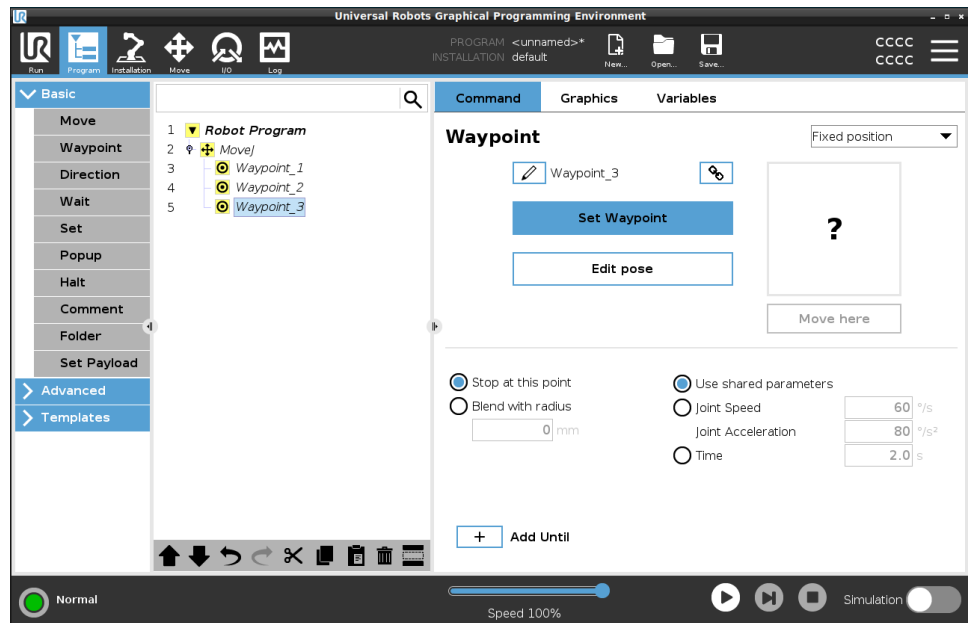 Universal Robots Graphical Programming Environment
UR
Run
Program
Installation
Move
I/O
Log
PROGRAM <unnamed>*
INSTALLATION default
New...
Open...
Save...
CCCC
CCCC
Basic
Move
Waypoint
Direction
Wait
Set
Popup
Halt
Comment
Folder
Set Payload
Advanced
Templates
1 Robot Program
2 MoveJ
3 Waypoint_1
4 Waypoint_2
5 Waypoint_3
Command Graphics Variables
Waypoint
Fixed position
Waypoint_3
Set Waypoint
Edit pose
?
Move here
Stop at this point
Blend with radius
0 mm
Use shared parameters
Joint Speed 60 °/s
Joint Acceleration 80 °/s²
Time 2.0 s
+ Add Until
Normal
Speed 100%
Simulation